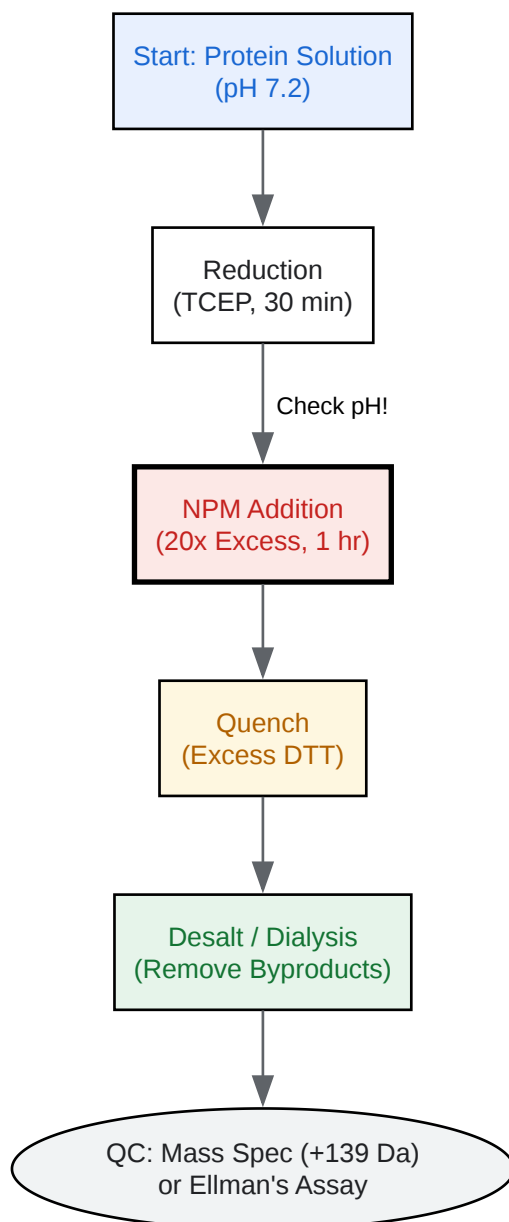 Start: Protein Solution
(pH 7.2)
Reduction
(TCEP, 30 min)
Check pH!
NPM Addition
(20x Excess, 1 hr)
Quench
(Excess DTT)
Desalt / Dialysis
(Remove Byproducts)
QC: Mass Spec (+139 Da)
or Ellman's Assay